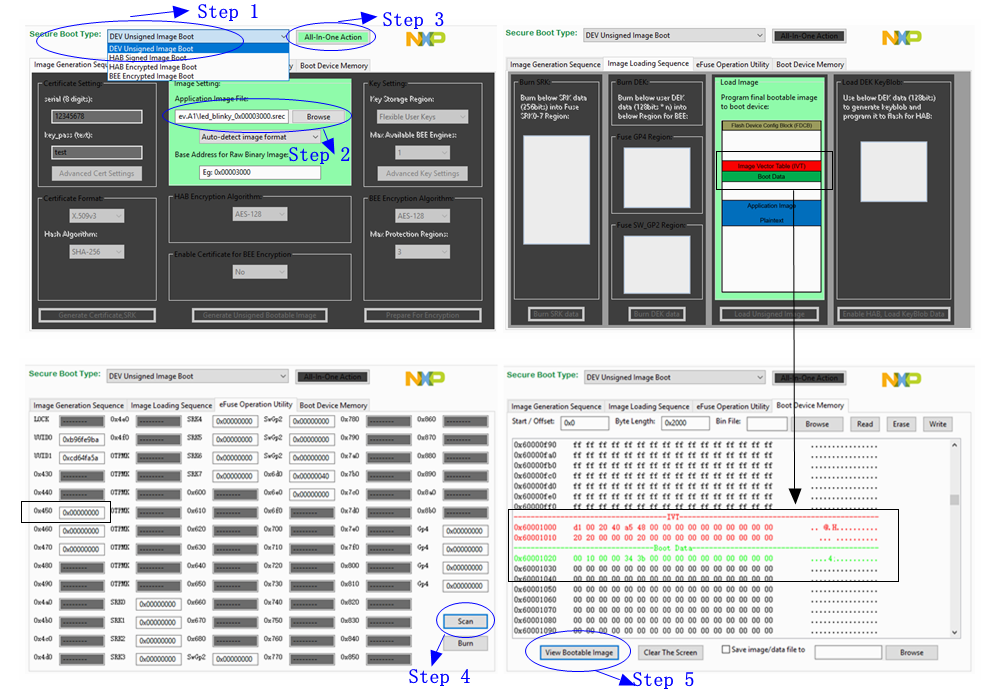 Step 1
Step 3
Secure Boot Type:
DEV Unsigned Image Boot
All-In-One Action
NXP
DEV Unsigned Image Boot
HAB Signed Image Boot
HAB Encrypted Image Boot
BEE Encrypted Image Boot
Image Generation Sequ
Boot Device Memory
Certificate Setting:
serial (8 digits):
12345678
key_pass (text):
test
Advanced Cert Settings
Image Setting:
Application Image File:
ev.A1\led_blinky_0x00003000.srec
Browse
Auto-detect image format
Step 2
Base Address for Raw Binary Image:
Eg: 0x00003000
Key Setting:
Key Storage Region:
Flexible User Keys
Max Available BEE Engines:
1
Advanced Key Settings
Certificate Format:
X.509v3
Hash Algorithm:
SHA-256
HAB Encryption Algorithm:
AES-128
Enable Certificate for BEE Encryption:
No
BEE Encryption Algorithm:
AES-128
Max Protection Regions:
3
Generate Certificate,SRK
Generate Unsigned Bootable Image
Prepare For Encryption
Secure Boot Type:
DEV Unsigned Image Boot
All-In-One Action
NXP
Image Generation Sequence
Image Loading Sequence
eFuse Operation Utility
Boot Device Memory
Burn SRK:
Burn below SRK data
(256bits) into Fuse
SRK0-7 Region:
Burn SRK data
Burn DEK:
Burn below user DEK
data (128bits * n) into
below Region for BEE:
Fuse GP4 Region:
Fuse SW_GP2 Region:
Burn DEK data
Load Image
Program final bootable image
to boot device:
Flash Device Config Block (FDCB)
Image Vector Table (IVT)
Boot Data
Application Image
Plaintext
Load Unsigned Image
Load DEK KeyBlob:
Use below DEK data (128bits)
to generate keyblob and
program it to flash for HAB:
Enable HAB, Load KeyBlob Data
Secure Boot Type:
DEV Unsigned Image Boot
All-In-One Action
NXP
Image Generation Sequence
Image Loading Sequence
eFuse Operation Utility
Boot Device Memory
LOCK -------- 0x4e0 -------- SRK4 0x00000000 SwGp2 0x00000000 0x780 -------- 0x860 --------
UUID0 0xb96fe9ba 0x4f0 -------- SRK5 0x00000000 SwGp2 0x00000000 0x790 -------- 0x870 --------
UUID1 0xcd64fa5a OTPMK -------- SRK6 0x00000000 SwGp2 0x00000000 0x7a0 -------- 0x880 --------
0x430 -------- OTPMK -------- SRK7 0x00000000 0x6d0 0x00000040 0x7b0 -------- 0x890 --------
0x440 -------- OTPMK -------- 0x600 -------- 0x6e0 0x00000000 0x7c0 -------- 0x8a0 --------
0x450 0x00000000 OTPMK -------- 0x610 -------- 0x6f0 -------- 0x7d0 -------- 0x8b0 --------
0x460 0x00000000 OTPMK -------- 0x620 -------- 0x700 -------- 0x7e0 -------- Gp4 0x00000000
0x470 0x00000000 OTPMK -------- 0x630 -------- 0x710 -------- 0x7f0 -------- Gp4 0x00000000
0x480 -------- OTPMK -------- 0x640 -------- 0x720 -------- 0x800 -------- Gp4 0x00000000
0x490 -------- OTPMK -------- 0x650 -------- 0x730 -------- 0x810 -------- Gp4 0x00000000
0x4a0 -------- SRK0 0x00000000 0x660 -------- 0x740 -------- 0x820 --------
0x4b0 -------- SRK1 0x00000000 0x670 -------- 0x750 -------- 0x830 --------
0x4c0 -------- SRK2 0x00000000 0x680 -------- 0x760 -------- 0x840 --------
0x4d0 -------- SRK3 0x00000000 SwGp2 0x00000000 0x770 -------- 0x850 --------
Scan
Burn
Step 4
Secure Boot Type:
DEV Unsigned Image Boot
All-In-One Action
NXP
Image Generation Sequence
Image Loading Sequence
eFuse Operation Utility
Boot Device Memory
Start / Offset: 0x0 Byte Length: 0x2000 Bin File: Browse Read Erase Write
0x60000f90 ff ff ff ff ff ff ff ff ff ff ff ff ff ff ff ff ................
0x60000fa0 ff ff ff ff ff ff ff ff ff ff ff ff ff ff ff ff ................
0x60000fb0 ff ff ff ff ff ff ff ff ff ff ff ff ff ff ff ff ................
0x60000fc0 ff ff ff ff ff ff ff ff ff ff ff ff ff ff ff ff ................
0x60000fd0 ff ff ff ff ff ff ff ff ff ff ff ff ff ff ff ff ................
0x60000fe0 ff ff ff ff ff ff ff ff ff ff ff ff ff ff ff ff ................
0x60000ff0 ff ff ff ff ff ff ff ff ff ff ff ff ff ff ff ff ................
IVT
0x60001000 d1 00 20 40 a5 48 00 00 00 00 00 00 00 00 00 00 .. @.H..........
0x60001010 20 20 00 00 00 20 00 00 00 00 00 00 00 00 00 00 ... ..........
Boot Data
0x60001020 00 10 00 00 34 3b 00 00 00 00 00 00 00 00 00 00 ....4...........
0x60001030 00 00 00 00 00 00 00 00 00 00 00 00 00 00 00 00 ................
0x60001040 00 00 00 00 00 00 00 00 00 00 00 00 00 00 00 00 ................
0x60001050 00 00 00 00 00 00 00 00 00 00 00 00 00 00 00 00 ................
0x60001060 00 00 00 00 00 00 00 00 00 00 00 00 00 00 00 00 ................
0x60001070 00 00 00 00 00 00 00 00 00 00 00 00 00 00 00 00 ................
0x60001080 00 00 00 00 00 00 00 00 00 00 00 00 00 00 00 00 ................
0x60001090 00 00 00 00 00 00 00 00 00 00 00 00 00 00 00 00 ................
View Bootable Image
Clear The Screen
Save image/data file to
Browse
Step 5